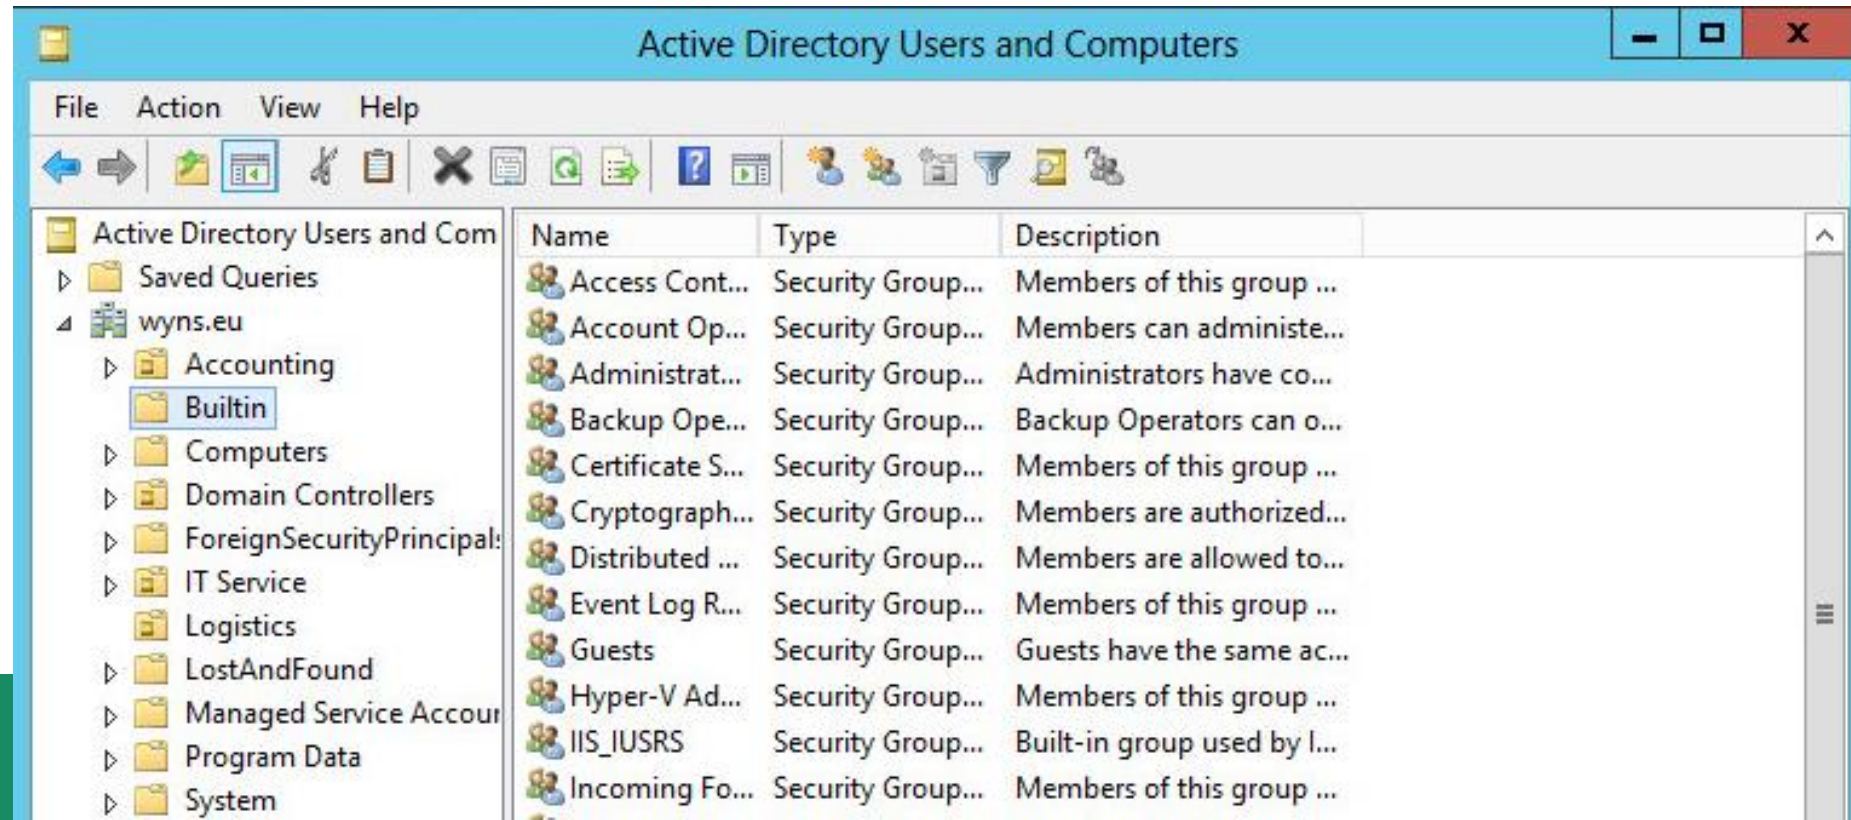 Active Directory Users and Computers
File Action View Help
Active Directory Users and Com
Saved Queries
wyns.eu
Accounting
Builtin
Computers
Domain Controllers
ForeignSecurityPrincipals
IT Service
Logistics
LostAndFound
Managed Service Accour
Program Data
System
Name Type Description
Access Cont... Security Group... Members of this group ...
Account Op... Security Group... Members can administe...
Administrat... Security Group... Administrators have co...
Backup Ope... Security Group... Backup Operators can o...
Certificate S... Security Group... Members of this group ...
Cryptograph... Security Group... Members are authorized...
Distributed ... Security Group... Members are allowed to...
Event Log R... Security Group... Members of this group ...
Guests Security Group... Guests have the same ac...
Hyper-V Ad... Security Group... Members of this group ...
IIS_IUSRS Security Group... Built-in group used by I...
Incoming Fo... Security Group... Members of this group ...